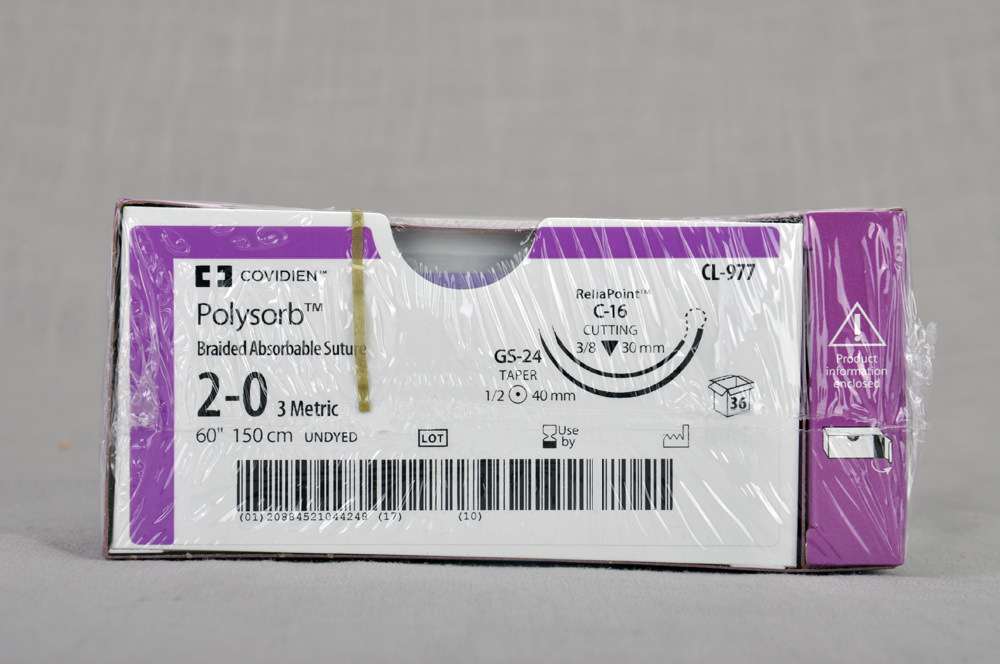 COVIDIEN™
Polysorb™
Braided Absorbable Suture
2-0 3 Metric
60" 150 cm UNDYED
LOT
Use
by
CL-977
ReliaPoint™
C-16
CUTTING
3/8 30 mm
GS-24
TAPER
1/2 40 mm
36
(01) 20884521044248 (17) (10)
Product
information
enclosed